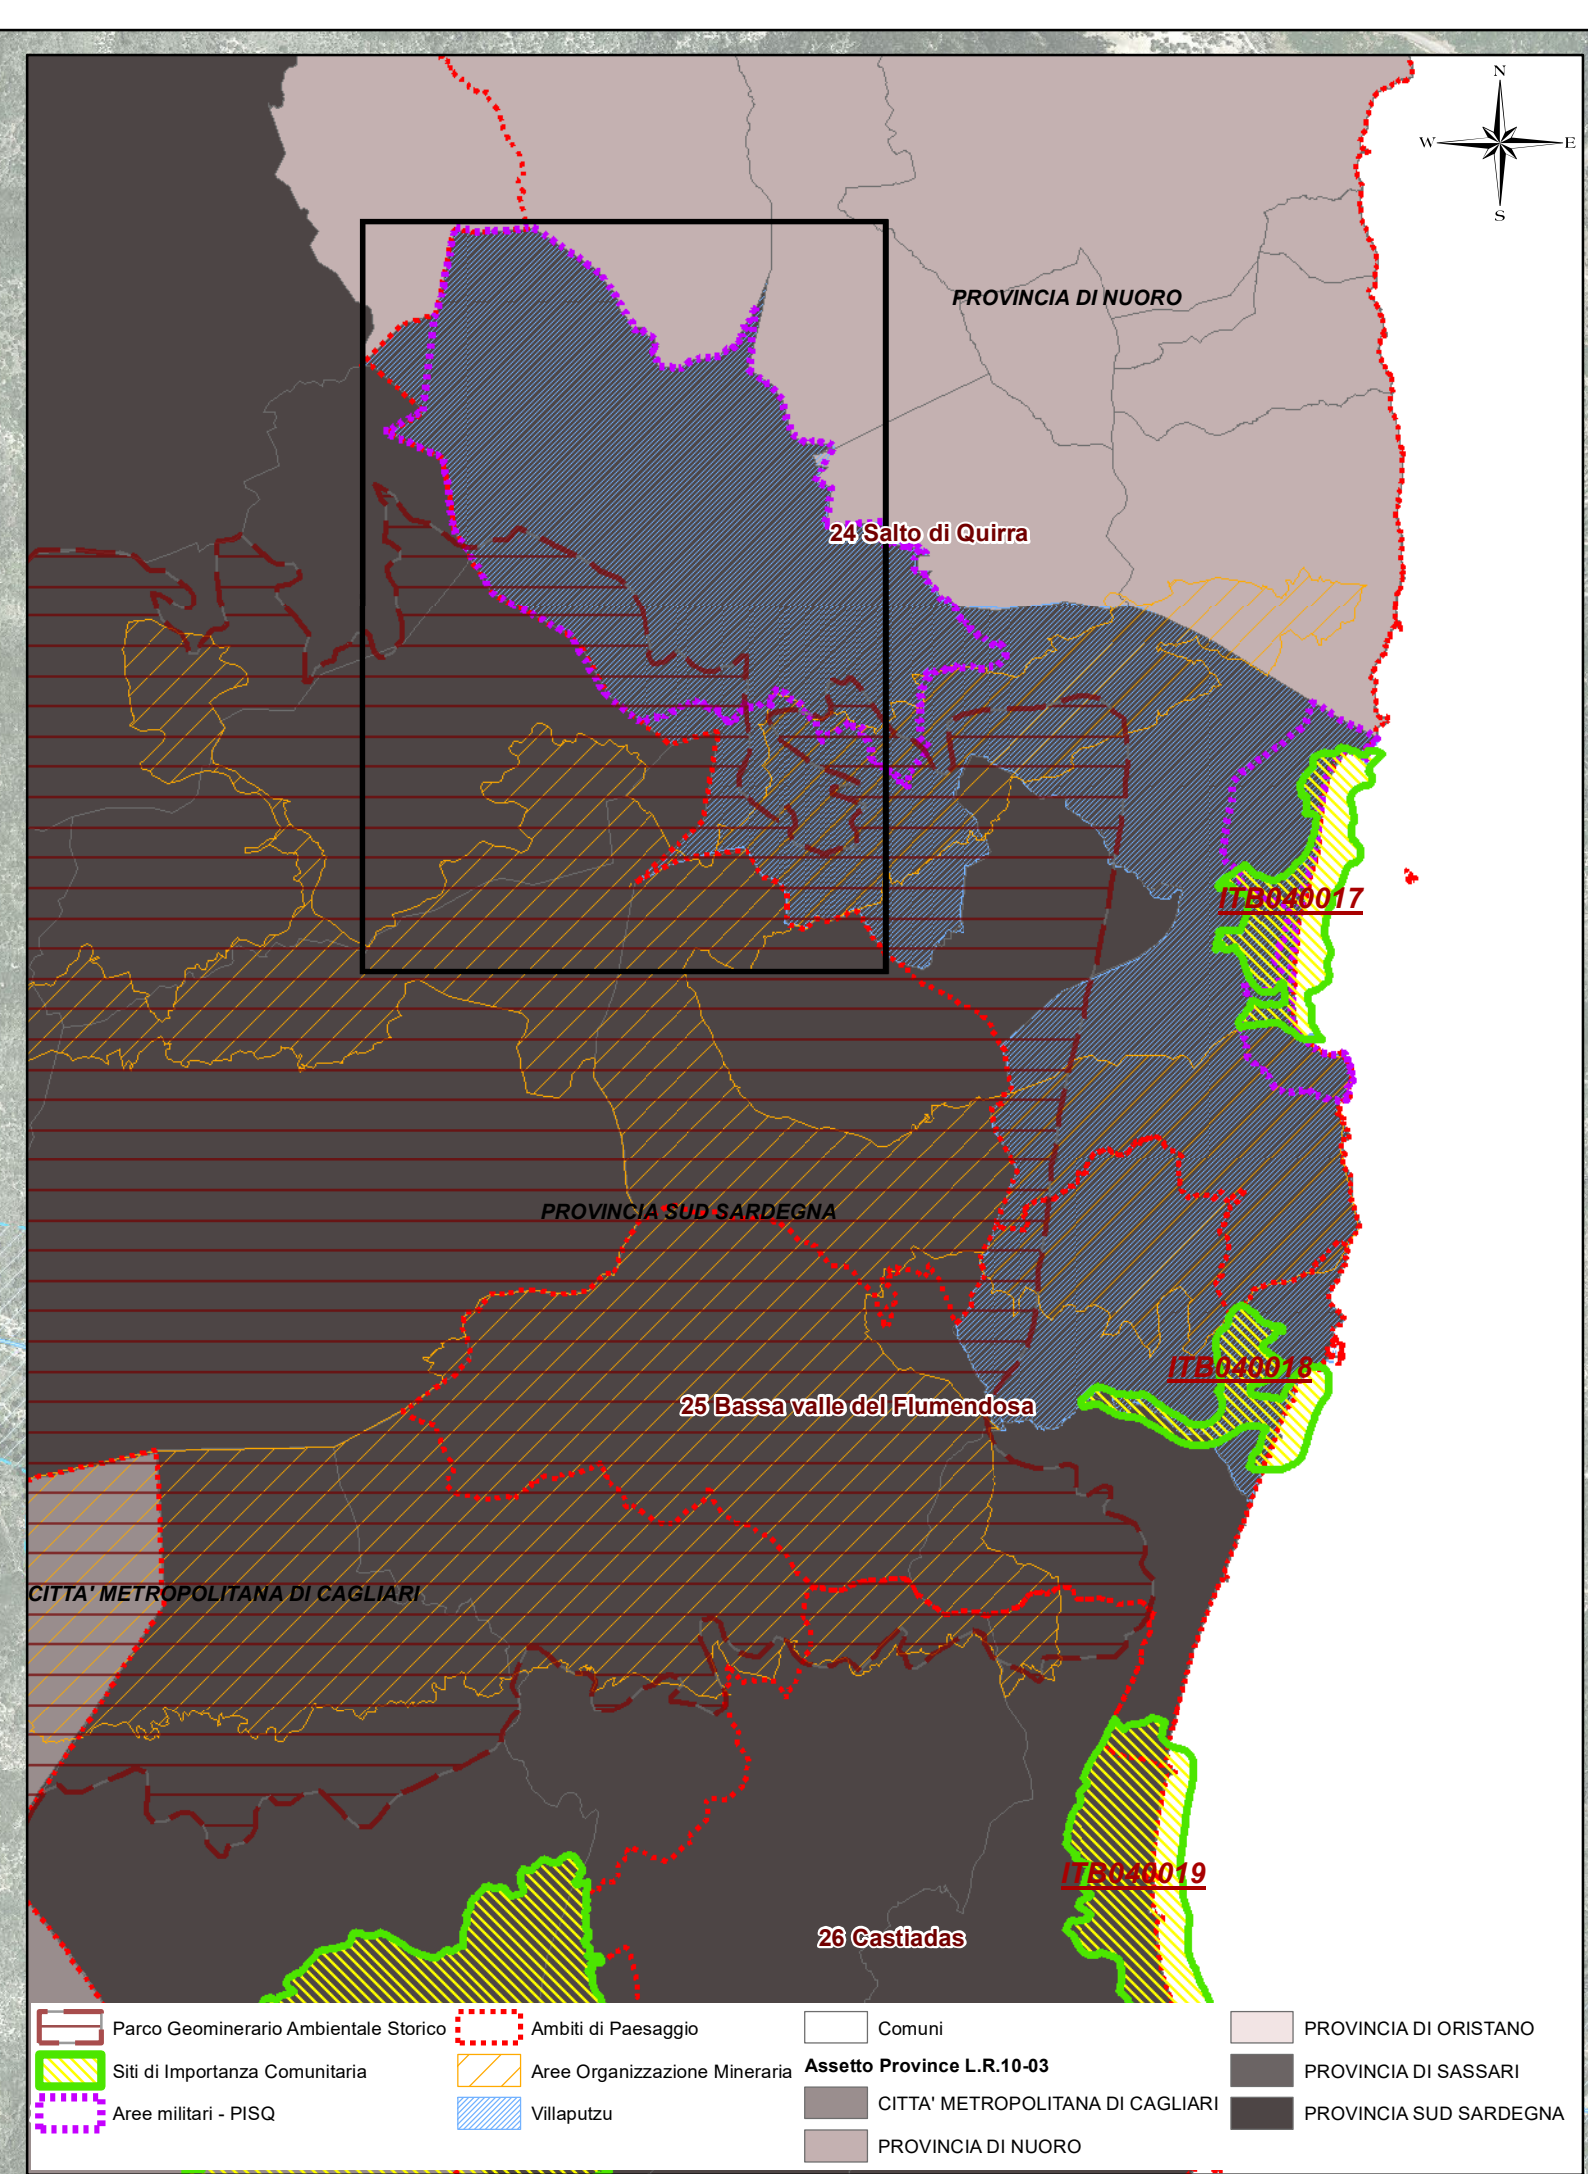 N
W
E
S
PROVINCIA DI NUORO
24 Salto di Quirra
ITB040017
PROVINCIA SUD SARDEGNA
ITB040018
25 Bassa valle del Flumendosa
CITTA' METROPOLITANA DI CAGLIARI
ITB040019
26 Castiadas
Parco Geominerario Ambientale Storico
Siti di Importanza Comunitaria
Aree militari - PISQ
Ambiti di Paesaggio
Aree Organizzazione Mineraria
Villaputzu
Comuni
Assetto Province L.R.10-03
CITTA' METROPOLITANA DI CAGLIARI
PROVINCIA DI NUORO
PROVINCIA DI ORISTANO
PROVINCIA DI SASSARI
PROVINCIA SUD SARDEGNA